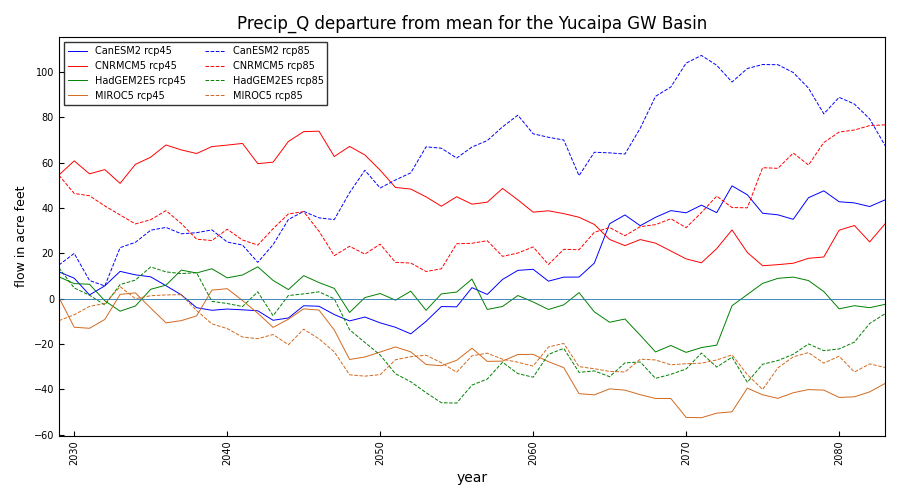 Precip_Q departure from mean for the Yucaipa GW Basin
CanESM2 rcp45
CNRMCM5 rcp45
HadGEM2ES rcp45
MIROC5 rcp45
CanESM2 rcp85
CNRMCM5 rcp85
HadGEM2ES rcp85
MIROC5 rcp85
flow in acre feet
100
80
60
40
20
0
−20
−40
−60
2030
2040
2050
2060
2070
2080
year